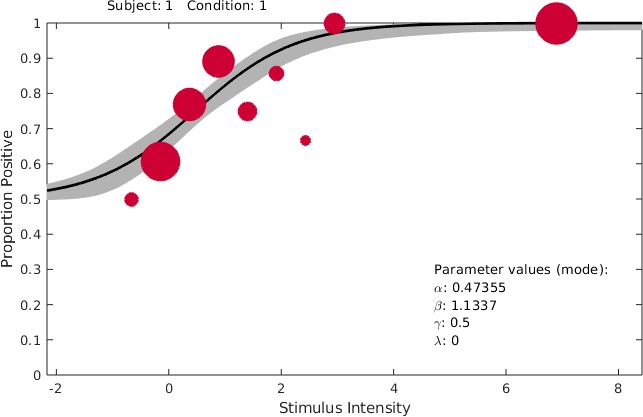 Subject: 1   Condition: 1
1
0.9
0.8
0.7
0.6
0.5
0.4
0.3
0.2
0.1
0
Proportion Positive
Parameter values (mode):
α: 0.47355
β: 1.1337
γ: 0.5
λ: 0
-2 0 2 4 6 8
Stimulus Intensity